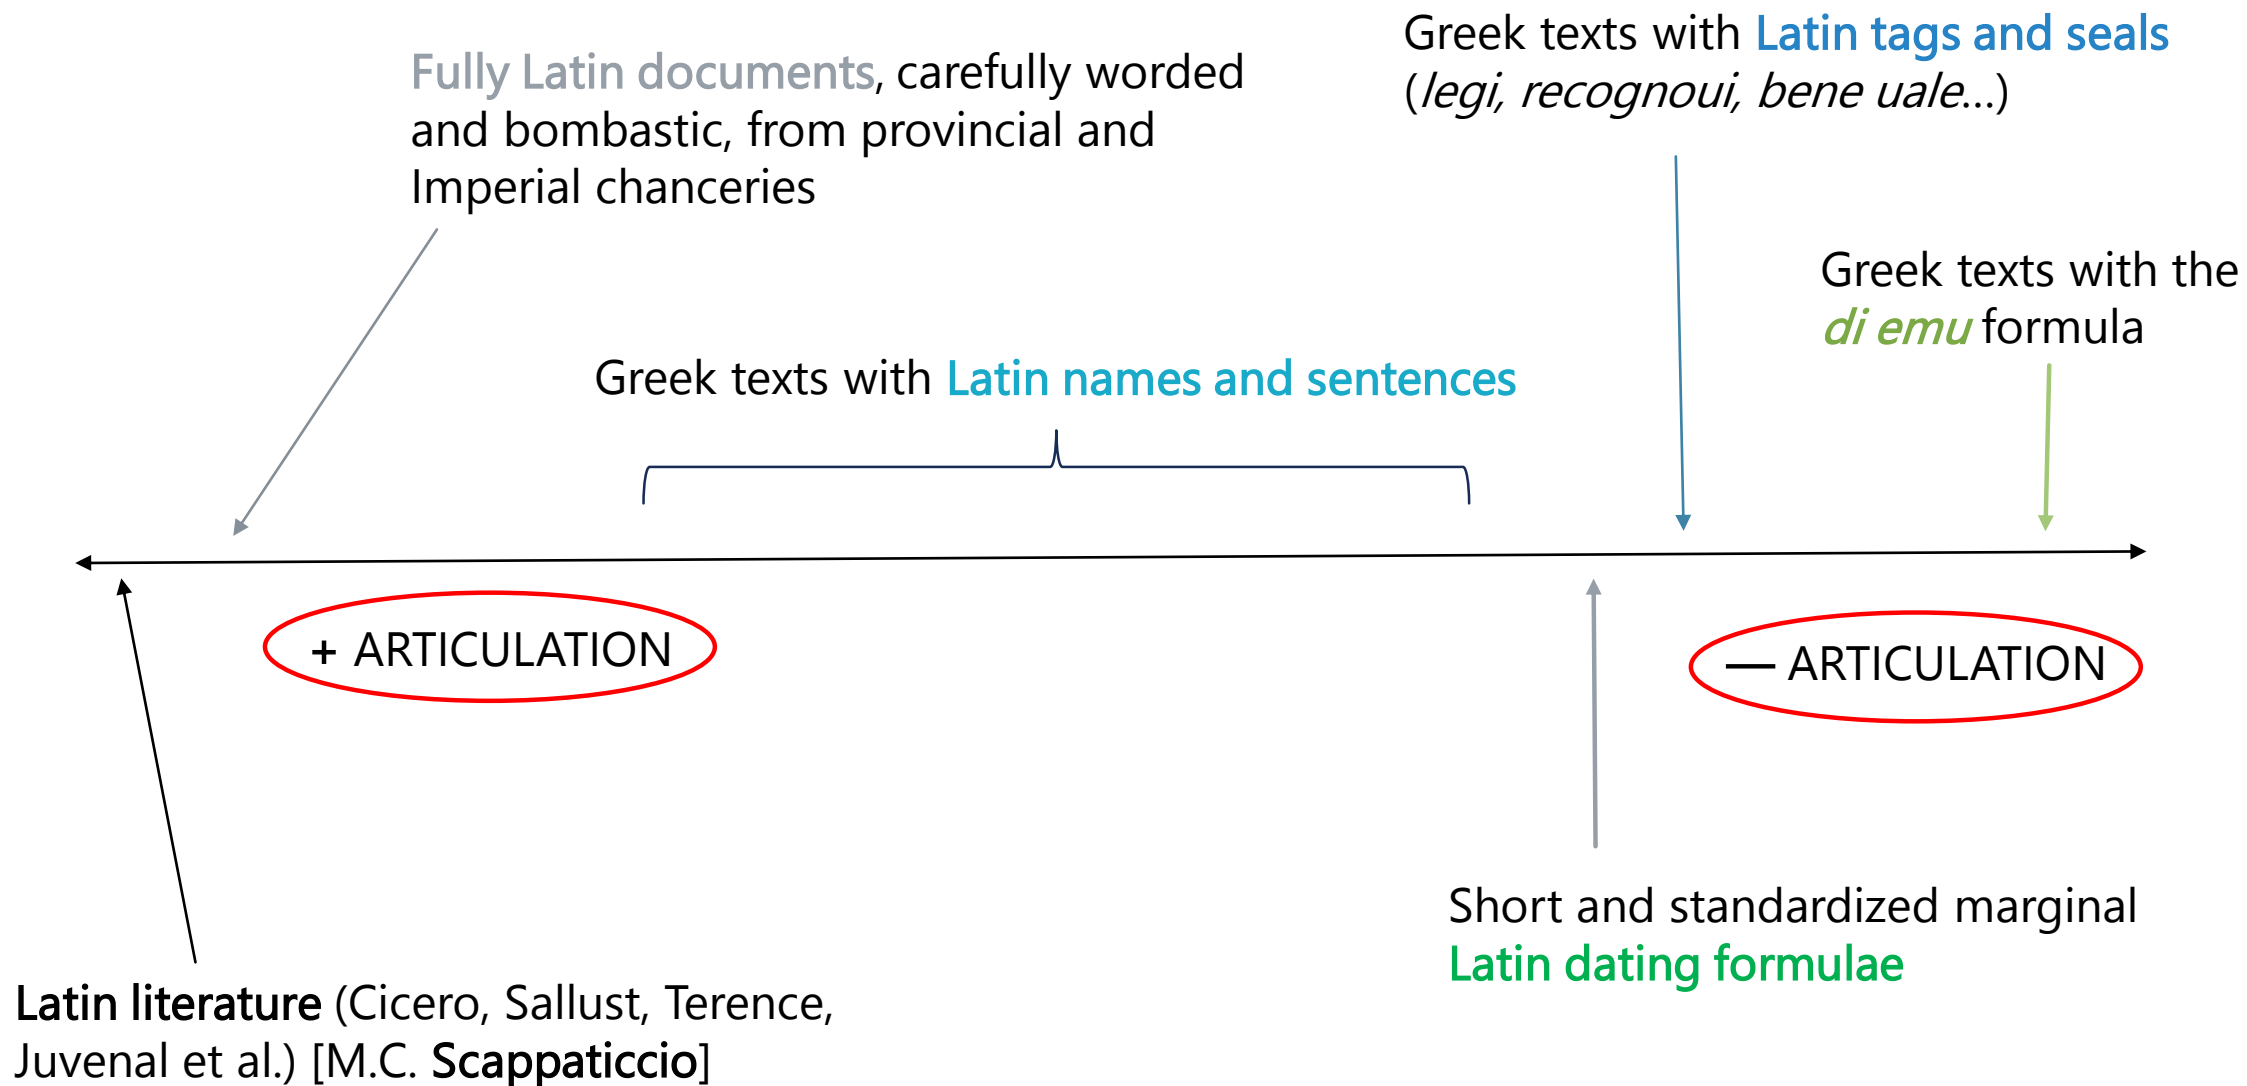 Greek texts with Latin tags and seals
(legi, recognoui, bene uale...)
Fully Latin documents, carefully worded
and bombastic, from provincial and
Imperial chanceries
Greek texts with the
di emu formula
Greek texts with Latin names and sentences
+ ARTICULATION
— ARTICULATION
Short and standardized marginal
Latin dating formulae
Latin literature (Cicero, Sallust, Terence,
Juvenal et al.) [M.C. Scappaticcio]